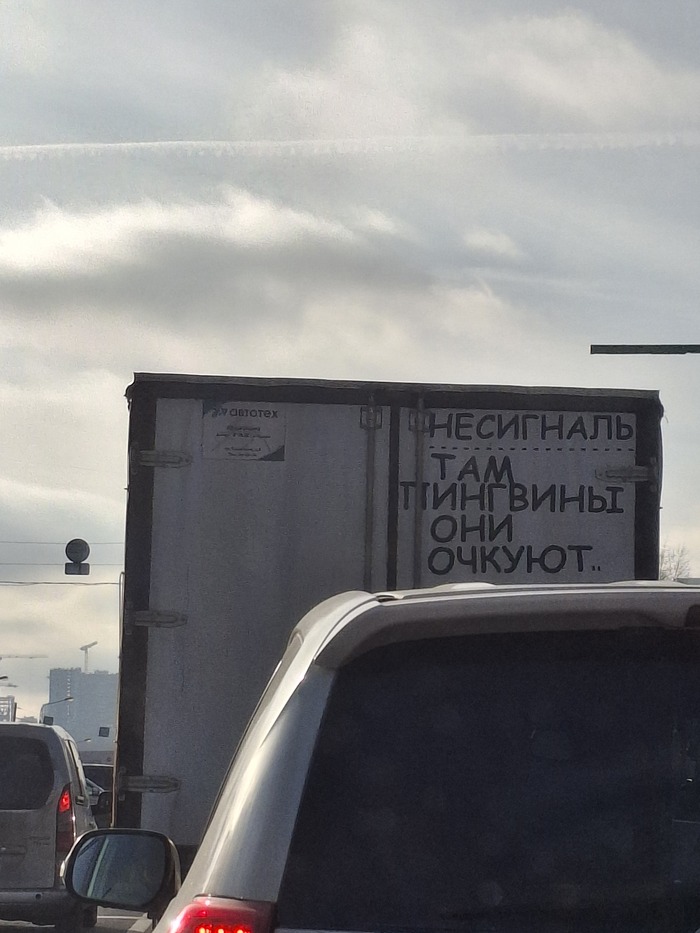 автотех
НЕСИГНАЛЬ
ТАМ
ПИНГВИНЫ
ОНИ
ОЧКУЮТ..